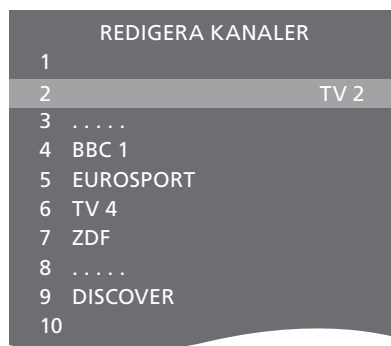 REDIGERA KANALER
1
2 TV 2
3 . . . . .
4 BBC 1
5 EUROSPORT
6 TV 4
7 ZDF
8 . . . . .
9 DISCOVER
10